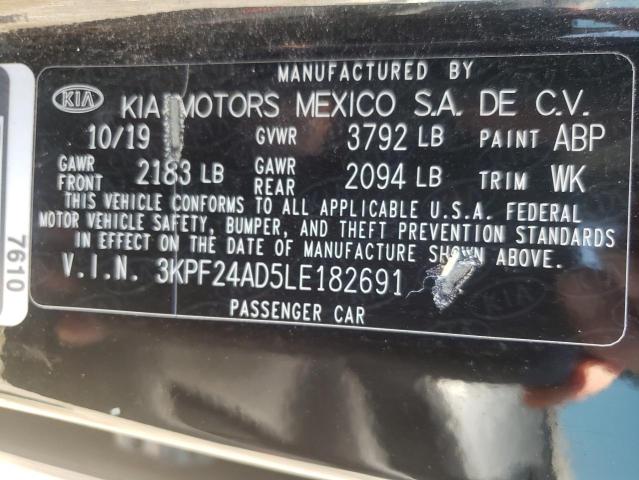 MANUFACTURED BY
KIA KIA MOTORS MEXICO S.A. DE C.V.
10/19 GVWR 3792 LB PAINT ABP
GAWR FRONT 2183 LB GAWR REAR 2094 LB TRIM WK
THIS VEHICLE CONFORMS TO ALL APPLICABLE U.S.A. FEDERAL
MOTOR VEHICLE SAFETY, BUMPER, AND THEFT PREVENTION STANDARDS
IN EFFECT ON THE DATE OF MANUFACTURE SHOWN ABOVE.
V.I.N. 3KPF24AD5LE182691
PASSENGER CAR
7610